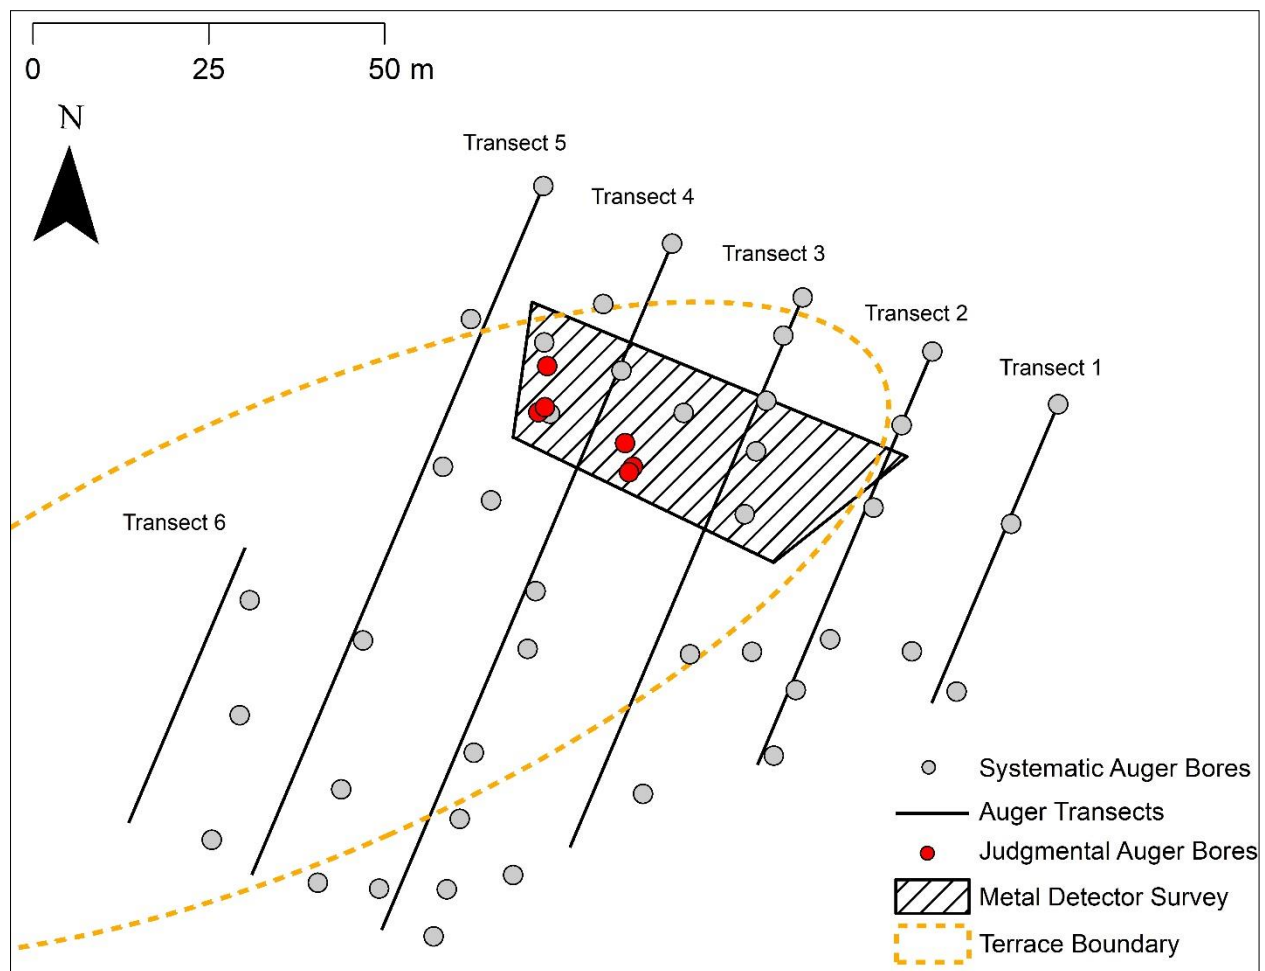 0 25 50 m
N
Transect 5
Transect 4
Transect 3
Transect 2
Transect 1
Transect 6
Systematic Auger Bores
Auger Transects
Judgmental Auger Bores
Metal Detector Survey
Terrace Boundary